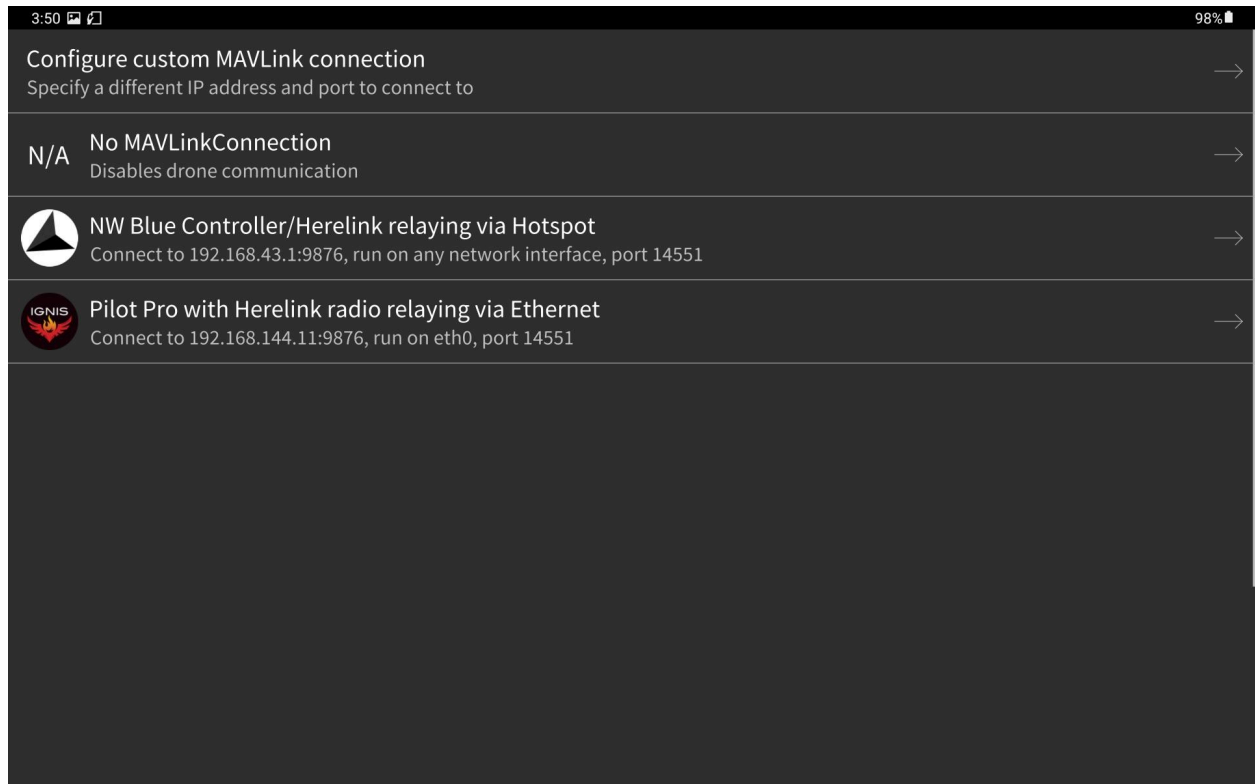 3:50
98%
Configure custom MAVLink connection
Specify a different IP address and port to connect to
N/A
No MAVLinkConnection
Disables drone communication
NW Blue Controller/Herelink relaying via Hotspot
Connect to 192.168.43.1:9876, run on any network interface, port 14551
IGNIS
Pilot Pro with Herelink radio relaying via Ethernet
Connect to 192.168.144.11:9876, run on eth0, port 14551